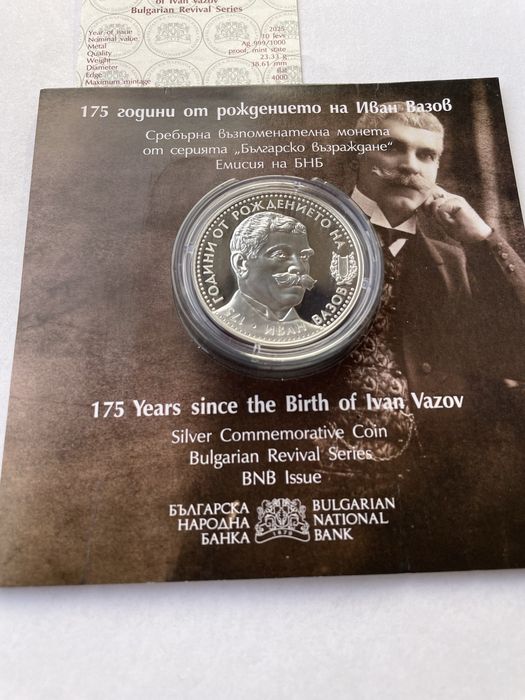 of Ivan Vazov
Bulgarian Revival Series
Year of issue 2025
Nominal value 10 levs
Metal Ag 999/1000
Quality proof, mint state
Weight 23.33 g
Diameter 38.61 mm
Edge flat
Maximum mintage 4000
175 години от рождението на Иван Вазов
Сребърна възпоменателна монета
от серията „Българско възраждане“
Емисия на БНБ
175 ГОДИНИ ОТ РОЖДЕНИЕТО НА
ИВАН ВАЗОВ
175 Years since the Birth of Ivan Vazov
Silver Commemorative Coin
Bulgarian Revival Series
BNB Issue
БЪЛГАРСКА
НАРОДНА
БАНКА
1879
BULGARIAN
NATIONAL
BANK